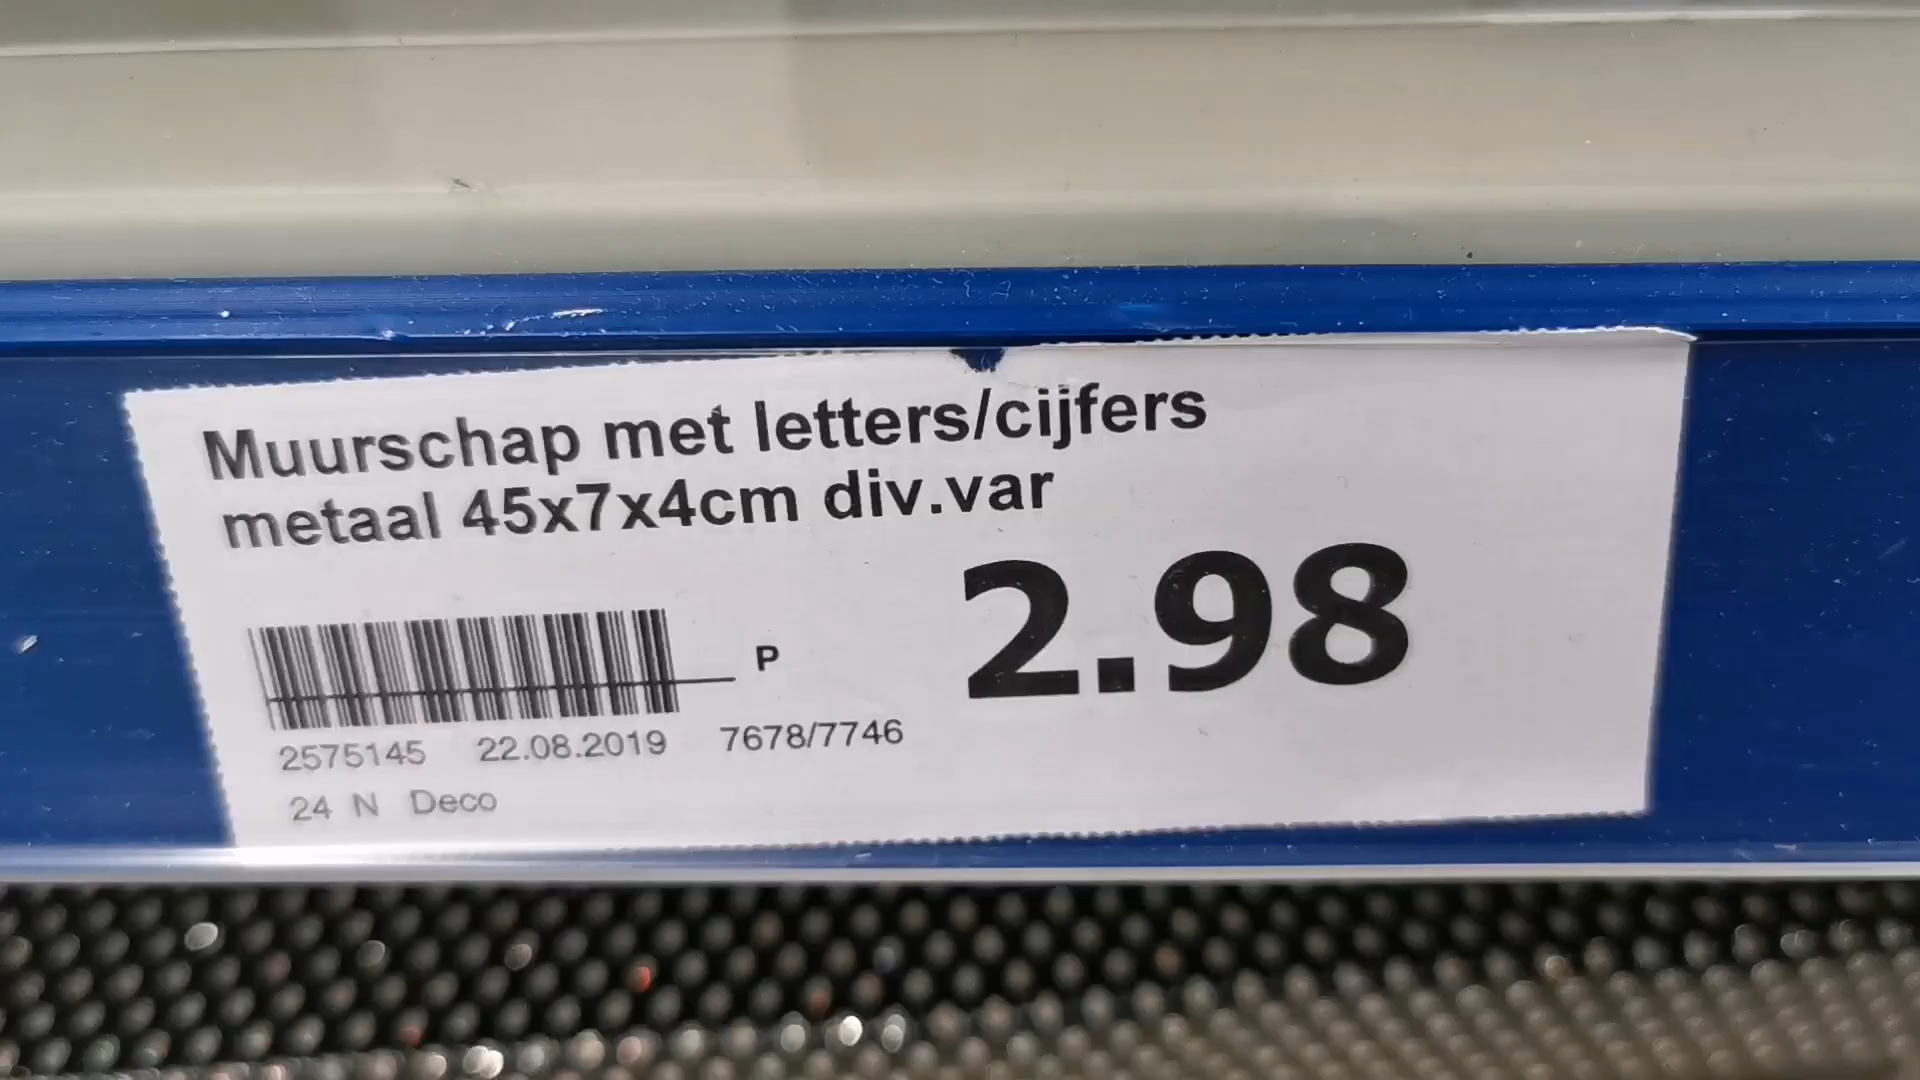 Muurschap met letters/cijfers
metaal 45x7x4cm div.var
2.98
P
2575145 22.08.2019 7678/7746
24 N Deco